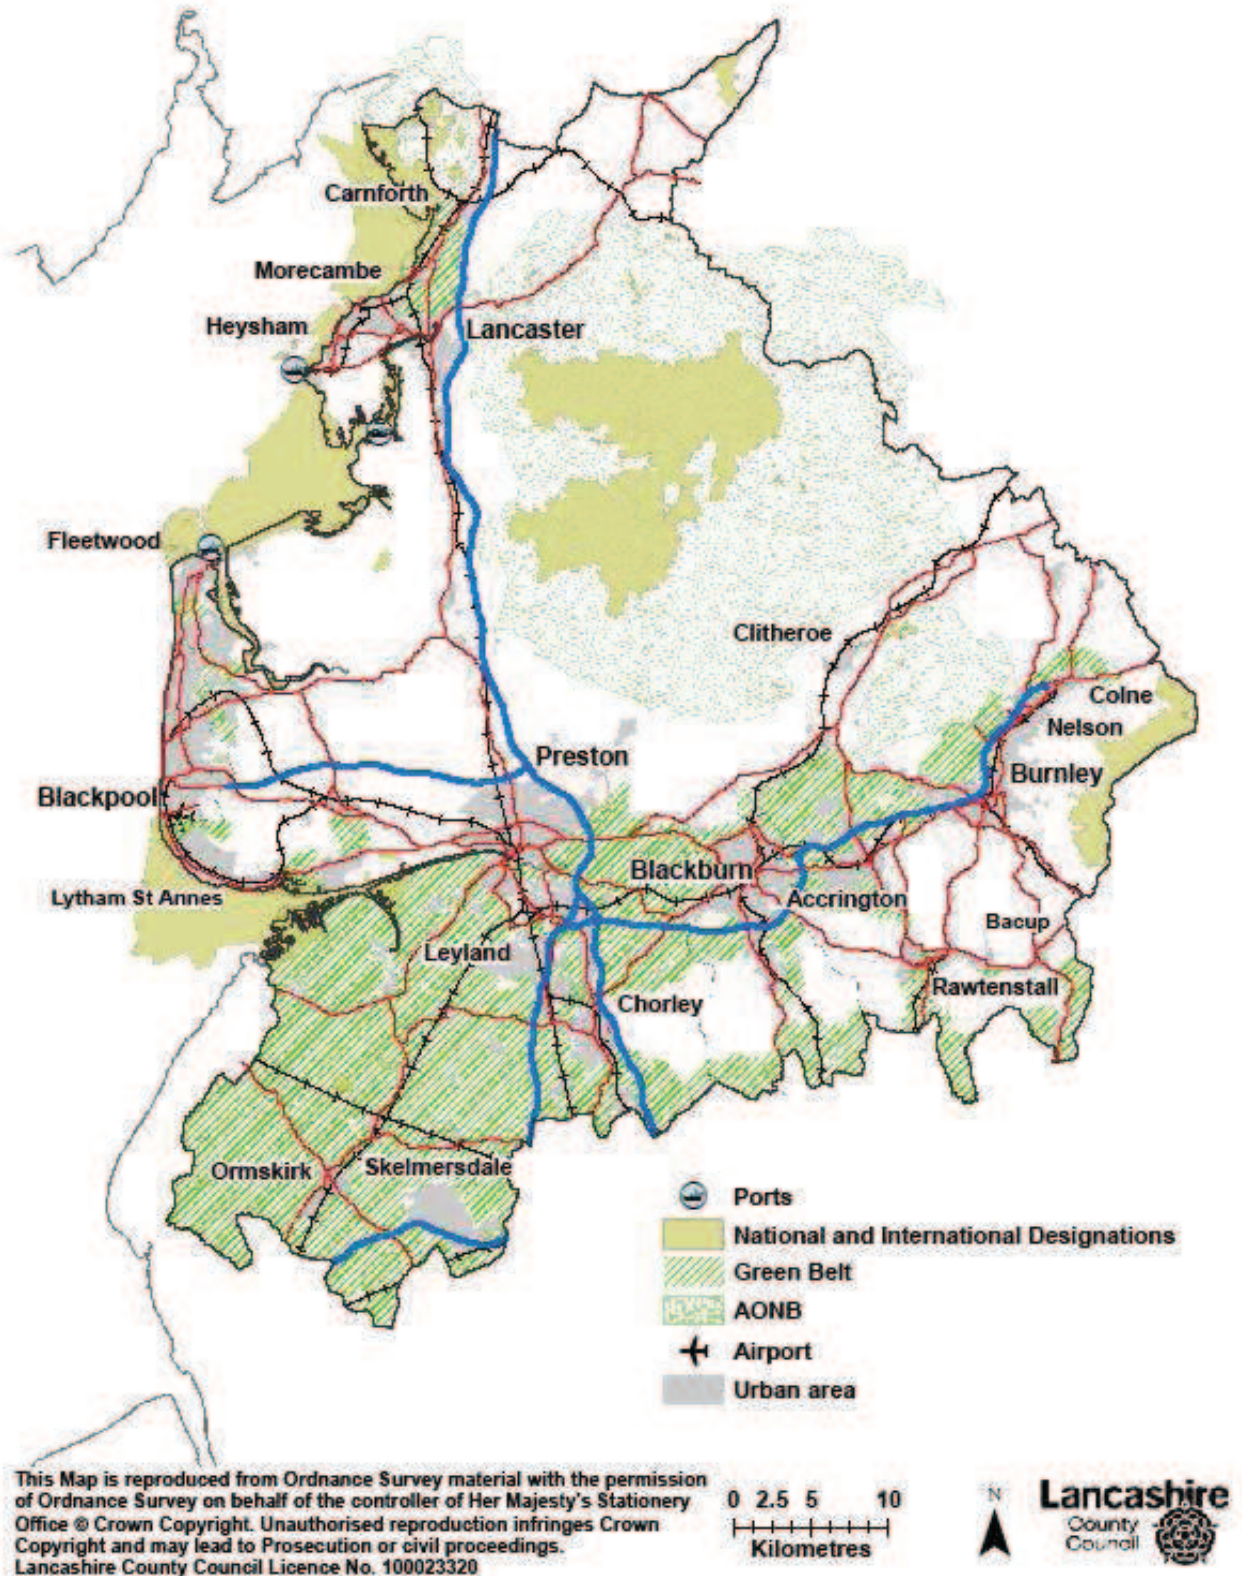 Carnforth
Morecambe
Heysham
Lancaster
Fleetwood
Clitheroe
Colne
Nelson
Preston
Burnley
Blackpool
Blackburn
Lytham St Annes
Accrington
Bacup
Leyland
Rawtenstall
Chorley
Ormskirk
Skelmersdale
Ports
National and International Designations
Green Belt
AONB
Airport
Urban area
This Map is reproduced from Ordnance Survey material with the permission
of Ordnance Survey on behalf of the controller of Her Majesty's Stationery
Office © Crown Copyright. Unauthorised reproduction infringes Crown
Copyright and may lead to Prosecution or civil proceedings.
Lancashire County Council Licence No. 100023320
0 2.5 5 10
Kilometres
N
Lancashire
County
Council